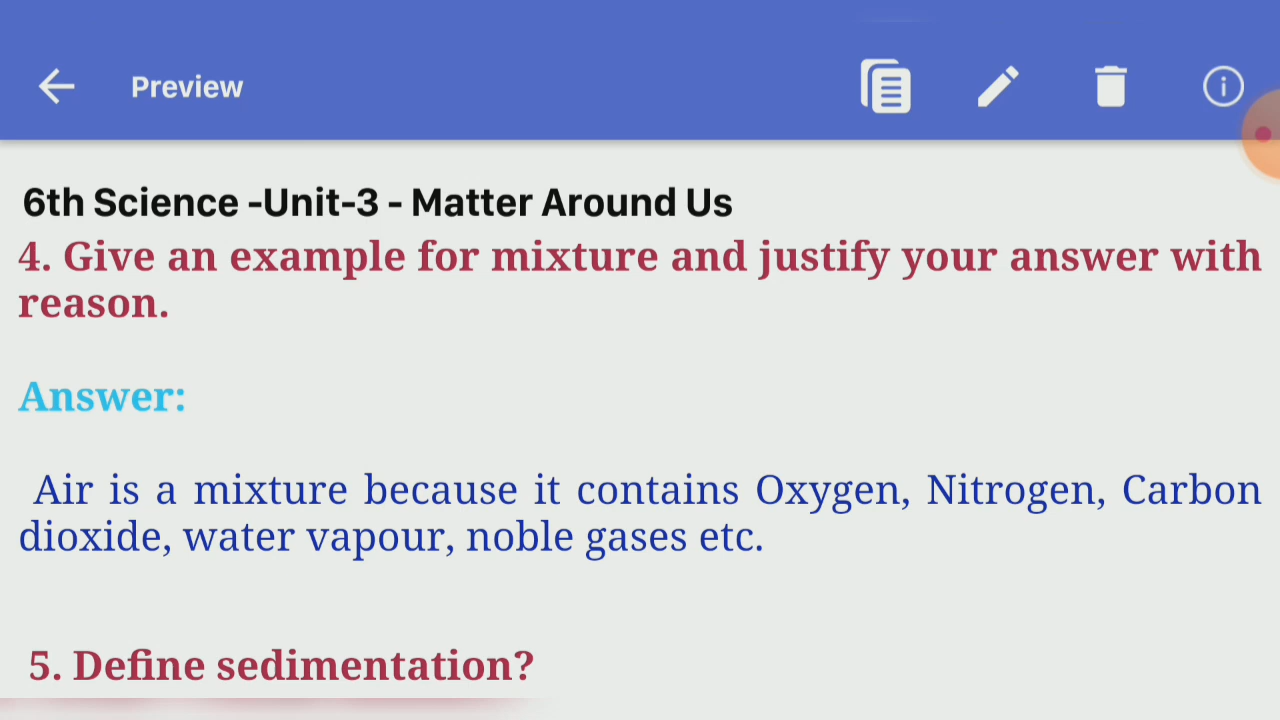 Preview
6th Science -Unit-3 - Matter Around Us
4. Give an example for mixture and justify your answer with
reason.
Answer:
Air is a mixture because it contains Oxygen, Nitrogen, Carbon
dioxide, water vapour, noble gases etc.
5. Define sedimentation?